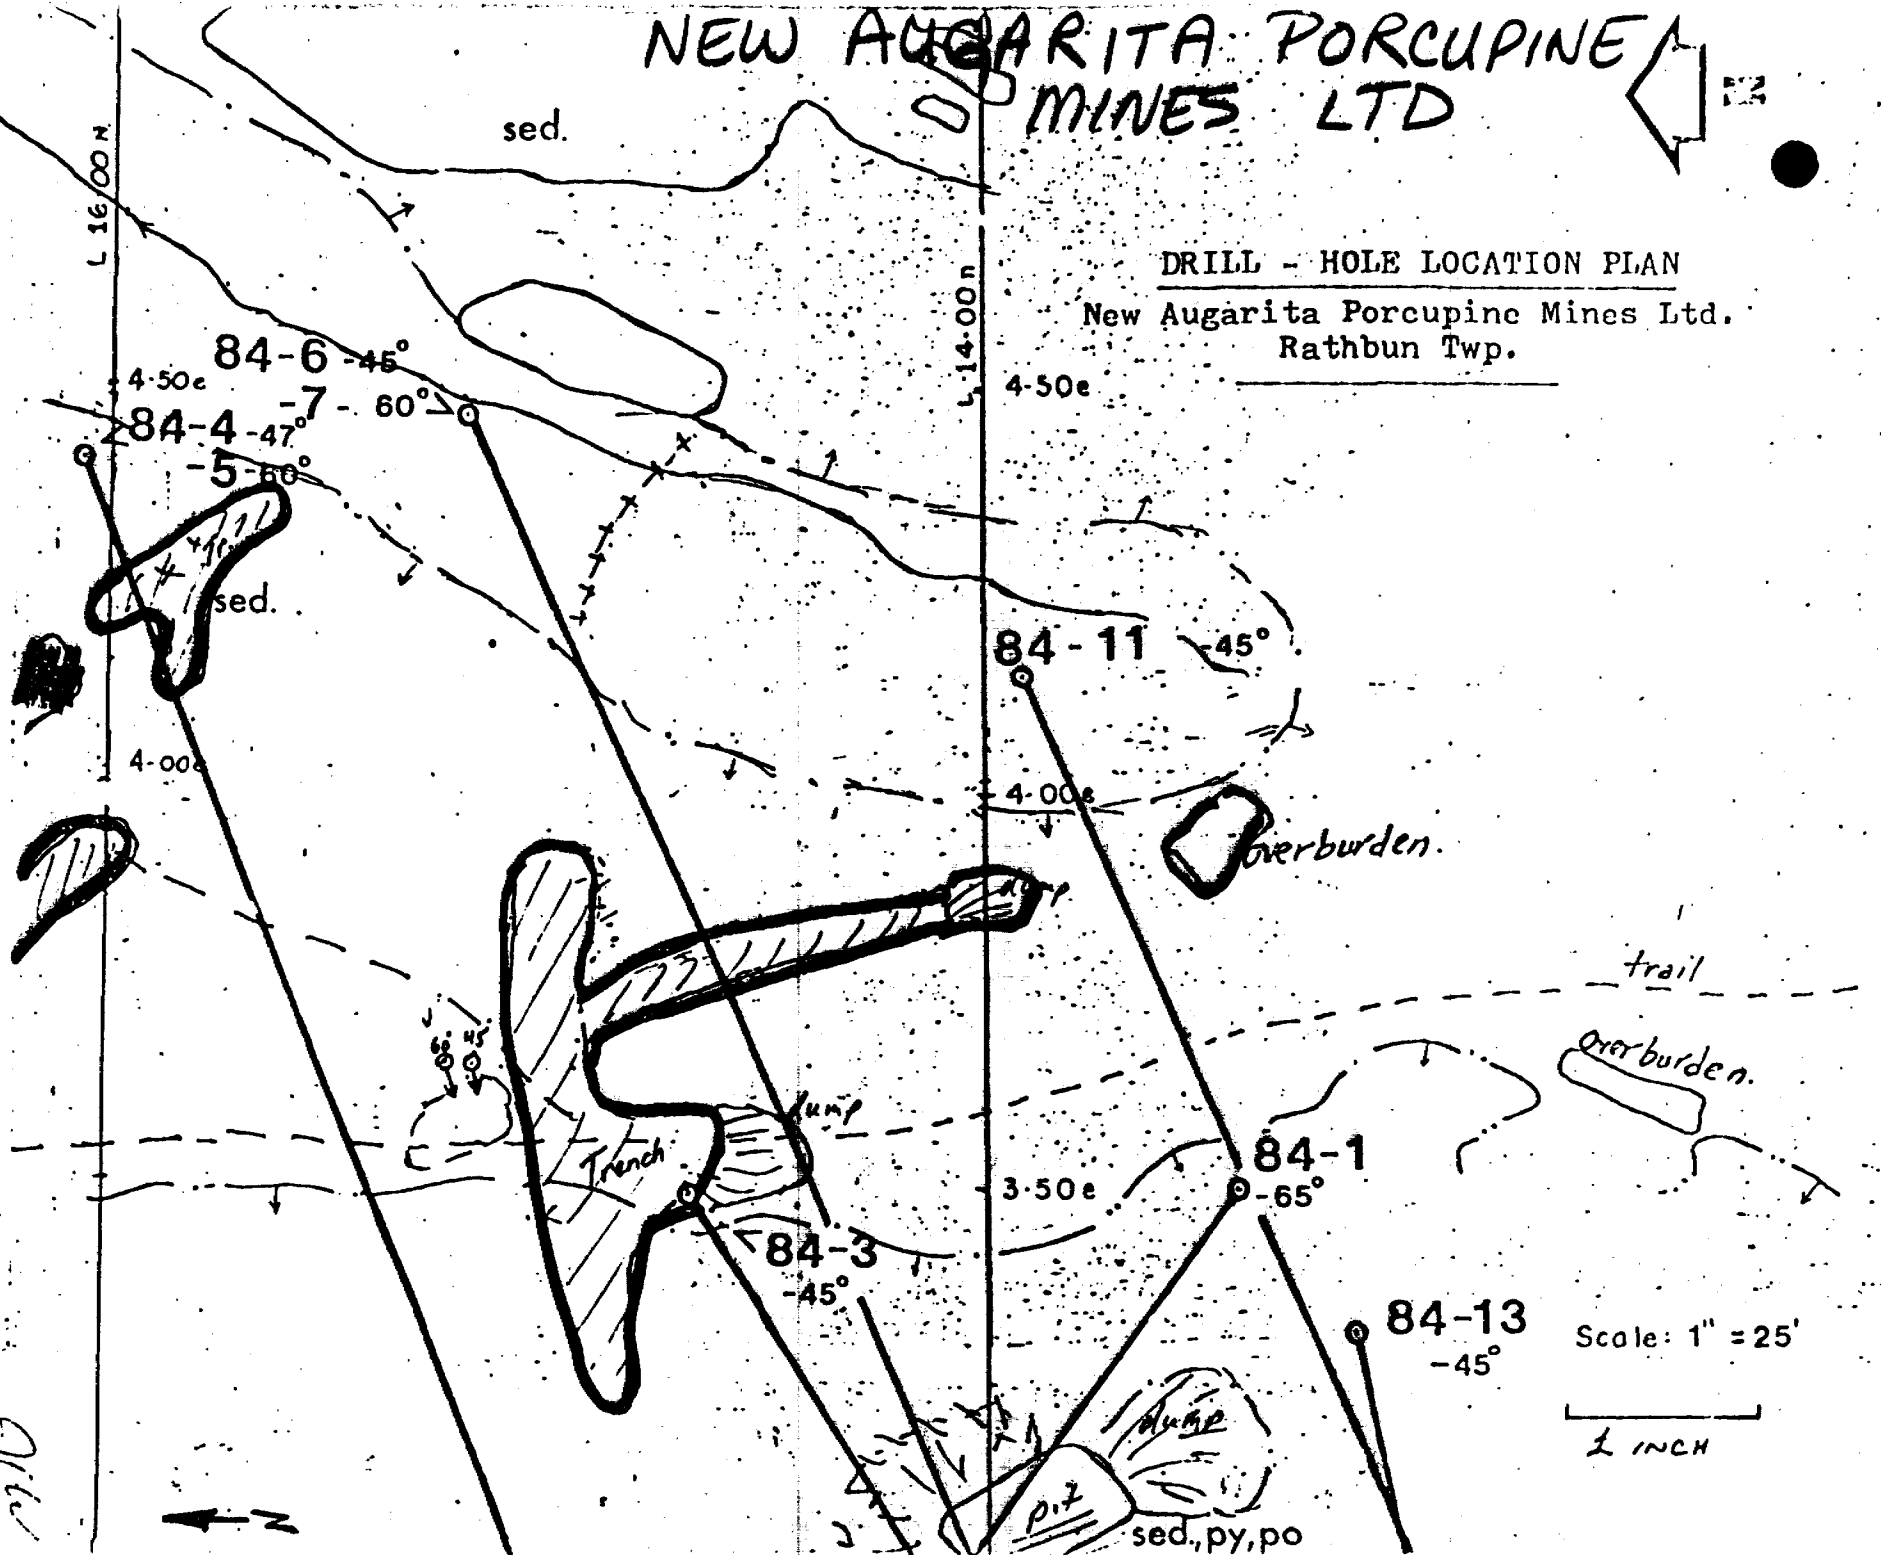 NEW AUGARITA PORCUPINE
MINES LTD
sed.
L 16.00 N
L 14.00 n
DRILL - HOLE LOCATION PLAN
New Augarita Porcupine Mines Ltd.
Rathbun Twp.
84-6 -45°
-7 - 60°
4.50e
4.50e
84-4 -47°
-5 -60°
sed.
84-11 -45°
4.00e
4.00e
overburden.
dump
trail
overburden.
60 45
dump
Trench
84-1
-65°
3.50e
84-3
-45°
84-13
-45°
Scale: 1" = 25'
1 INCH
dump
pit
sed.,py,po
N